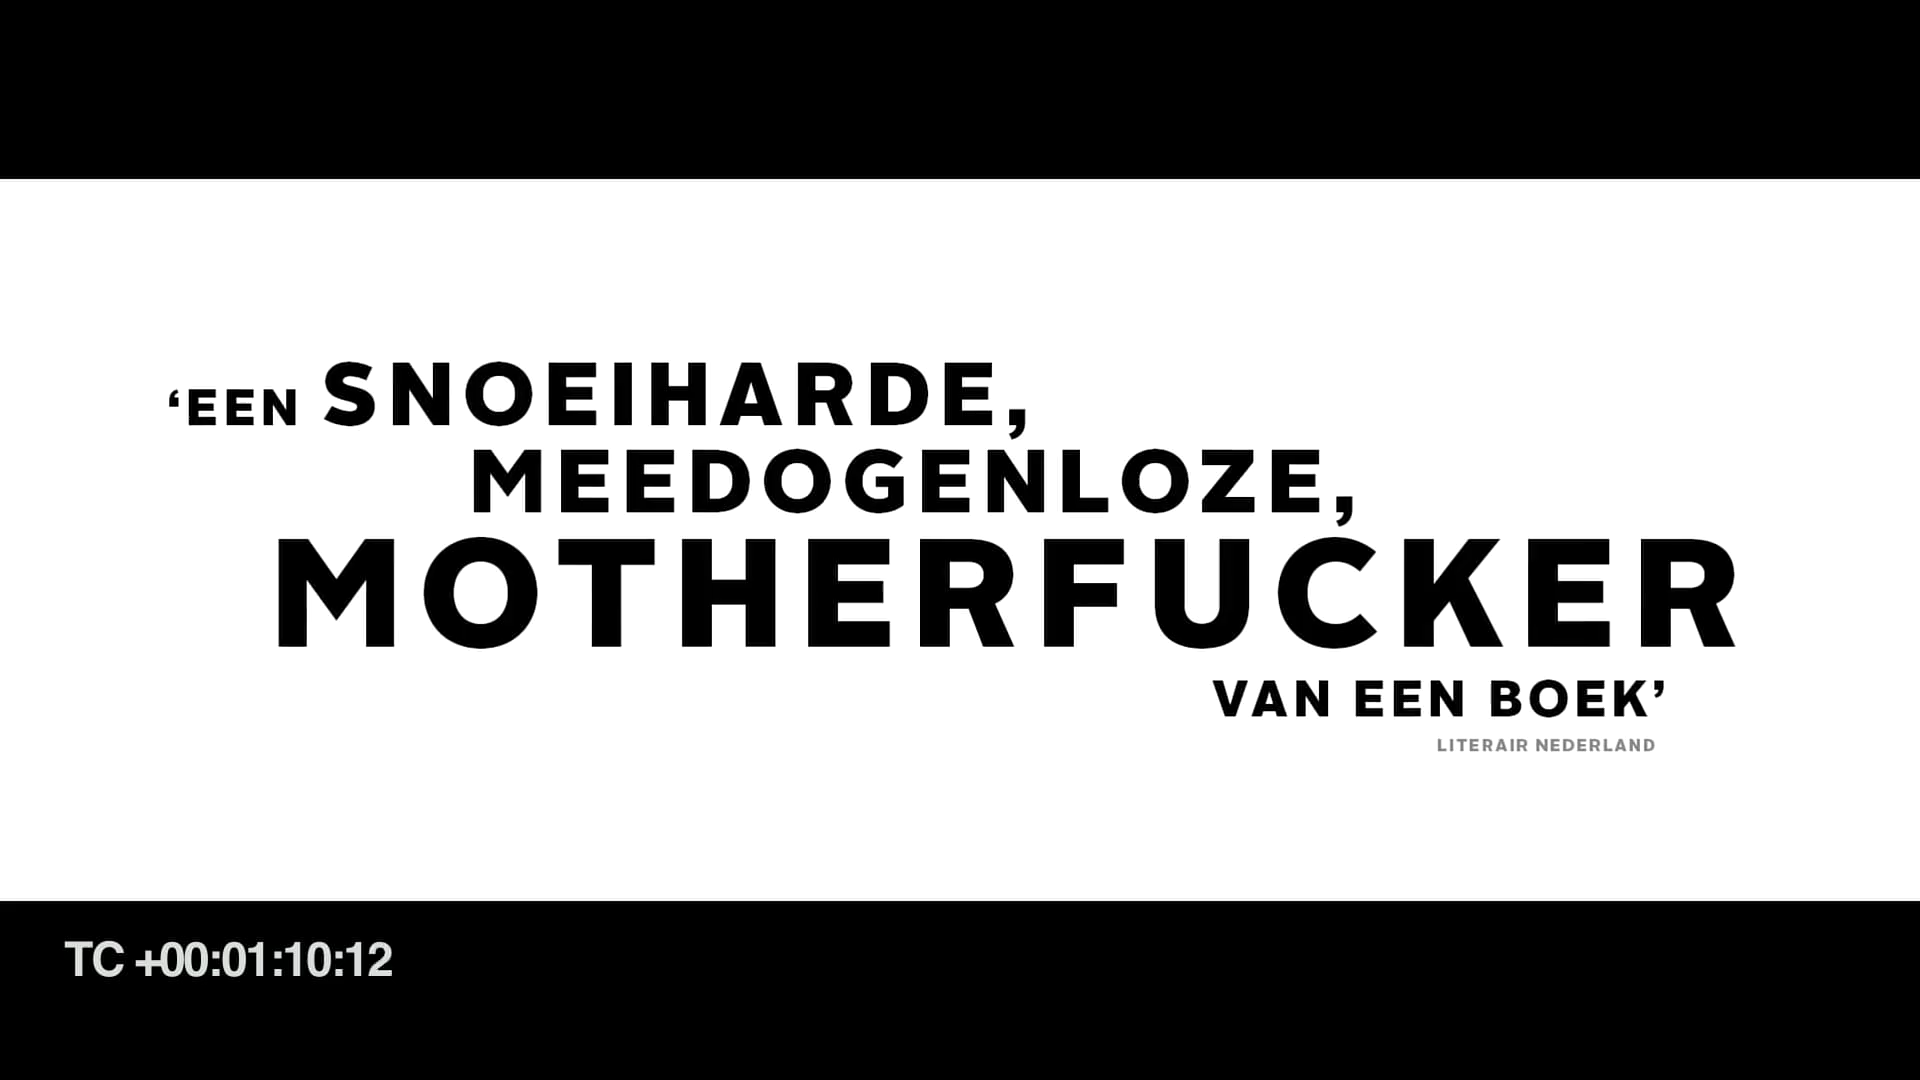 ‘EEN SNOEIHARDE,
MEEDOGENLOZE,
MOTHERFUCKER
VAN EEN BOEK’
LITERAIR NEDERLAND
TC +00:01:10:12